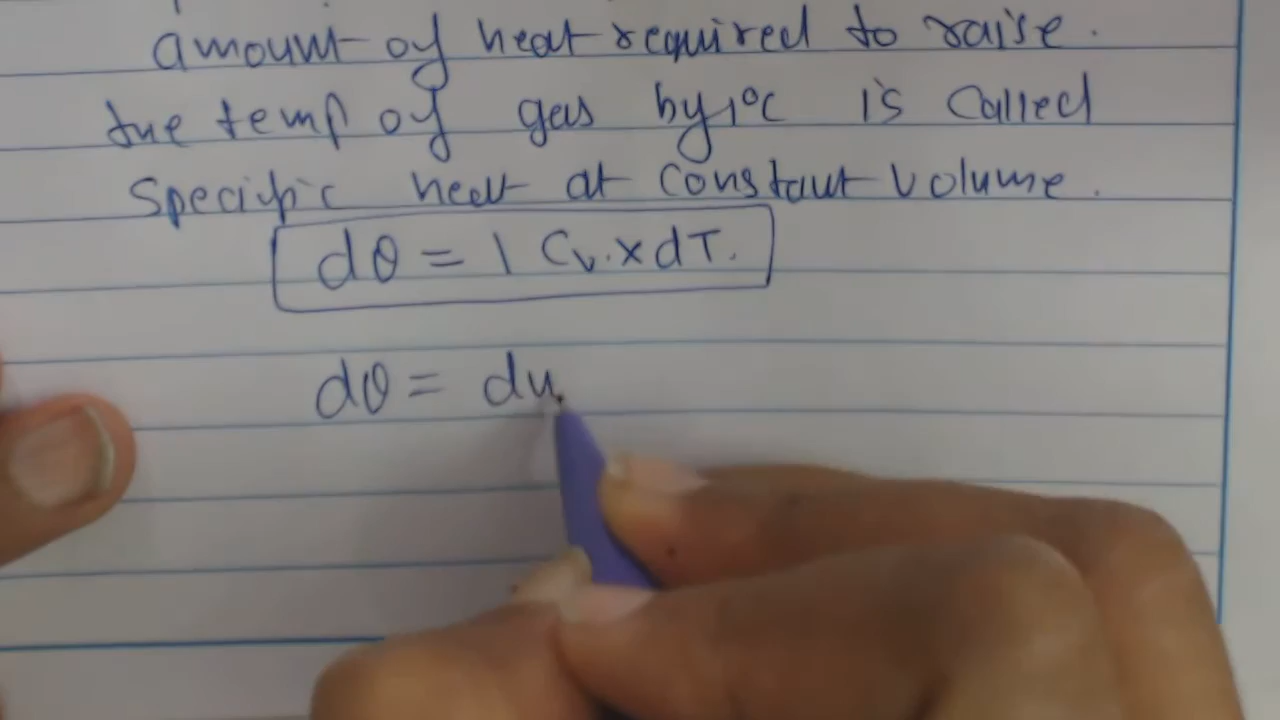 amount of heat required to raise.
the temp of gas by 1°C is called
Specific heat at constant volume.
dθ = 1 Cv. x dT.
dθ = du